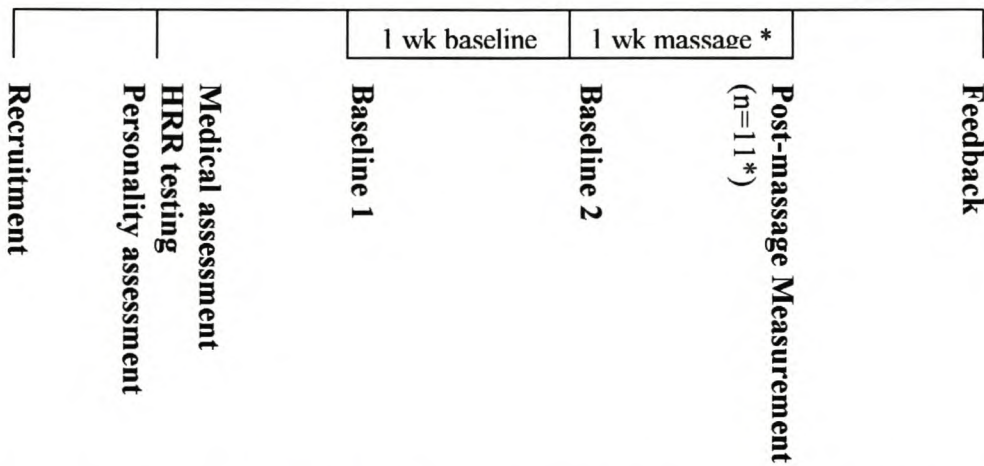 1 wk baseline
1 wk massage *
Recruitment
Personality assessment
HRR testing
Medical assessment
Baseline 1
Baseline 2
Post-massage Measurement
(n=11*)
Feedback